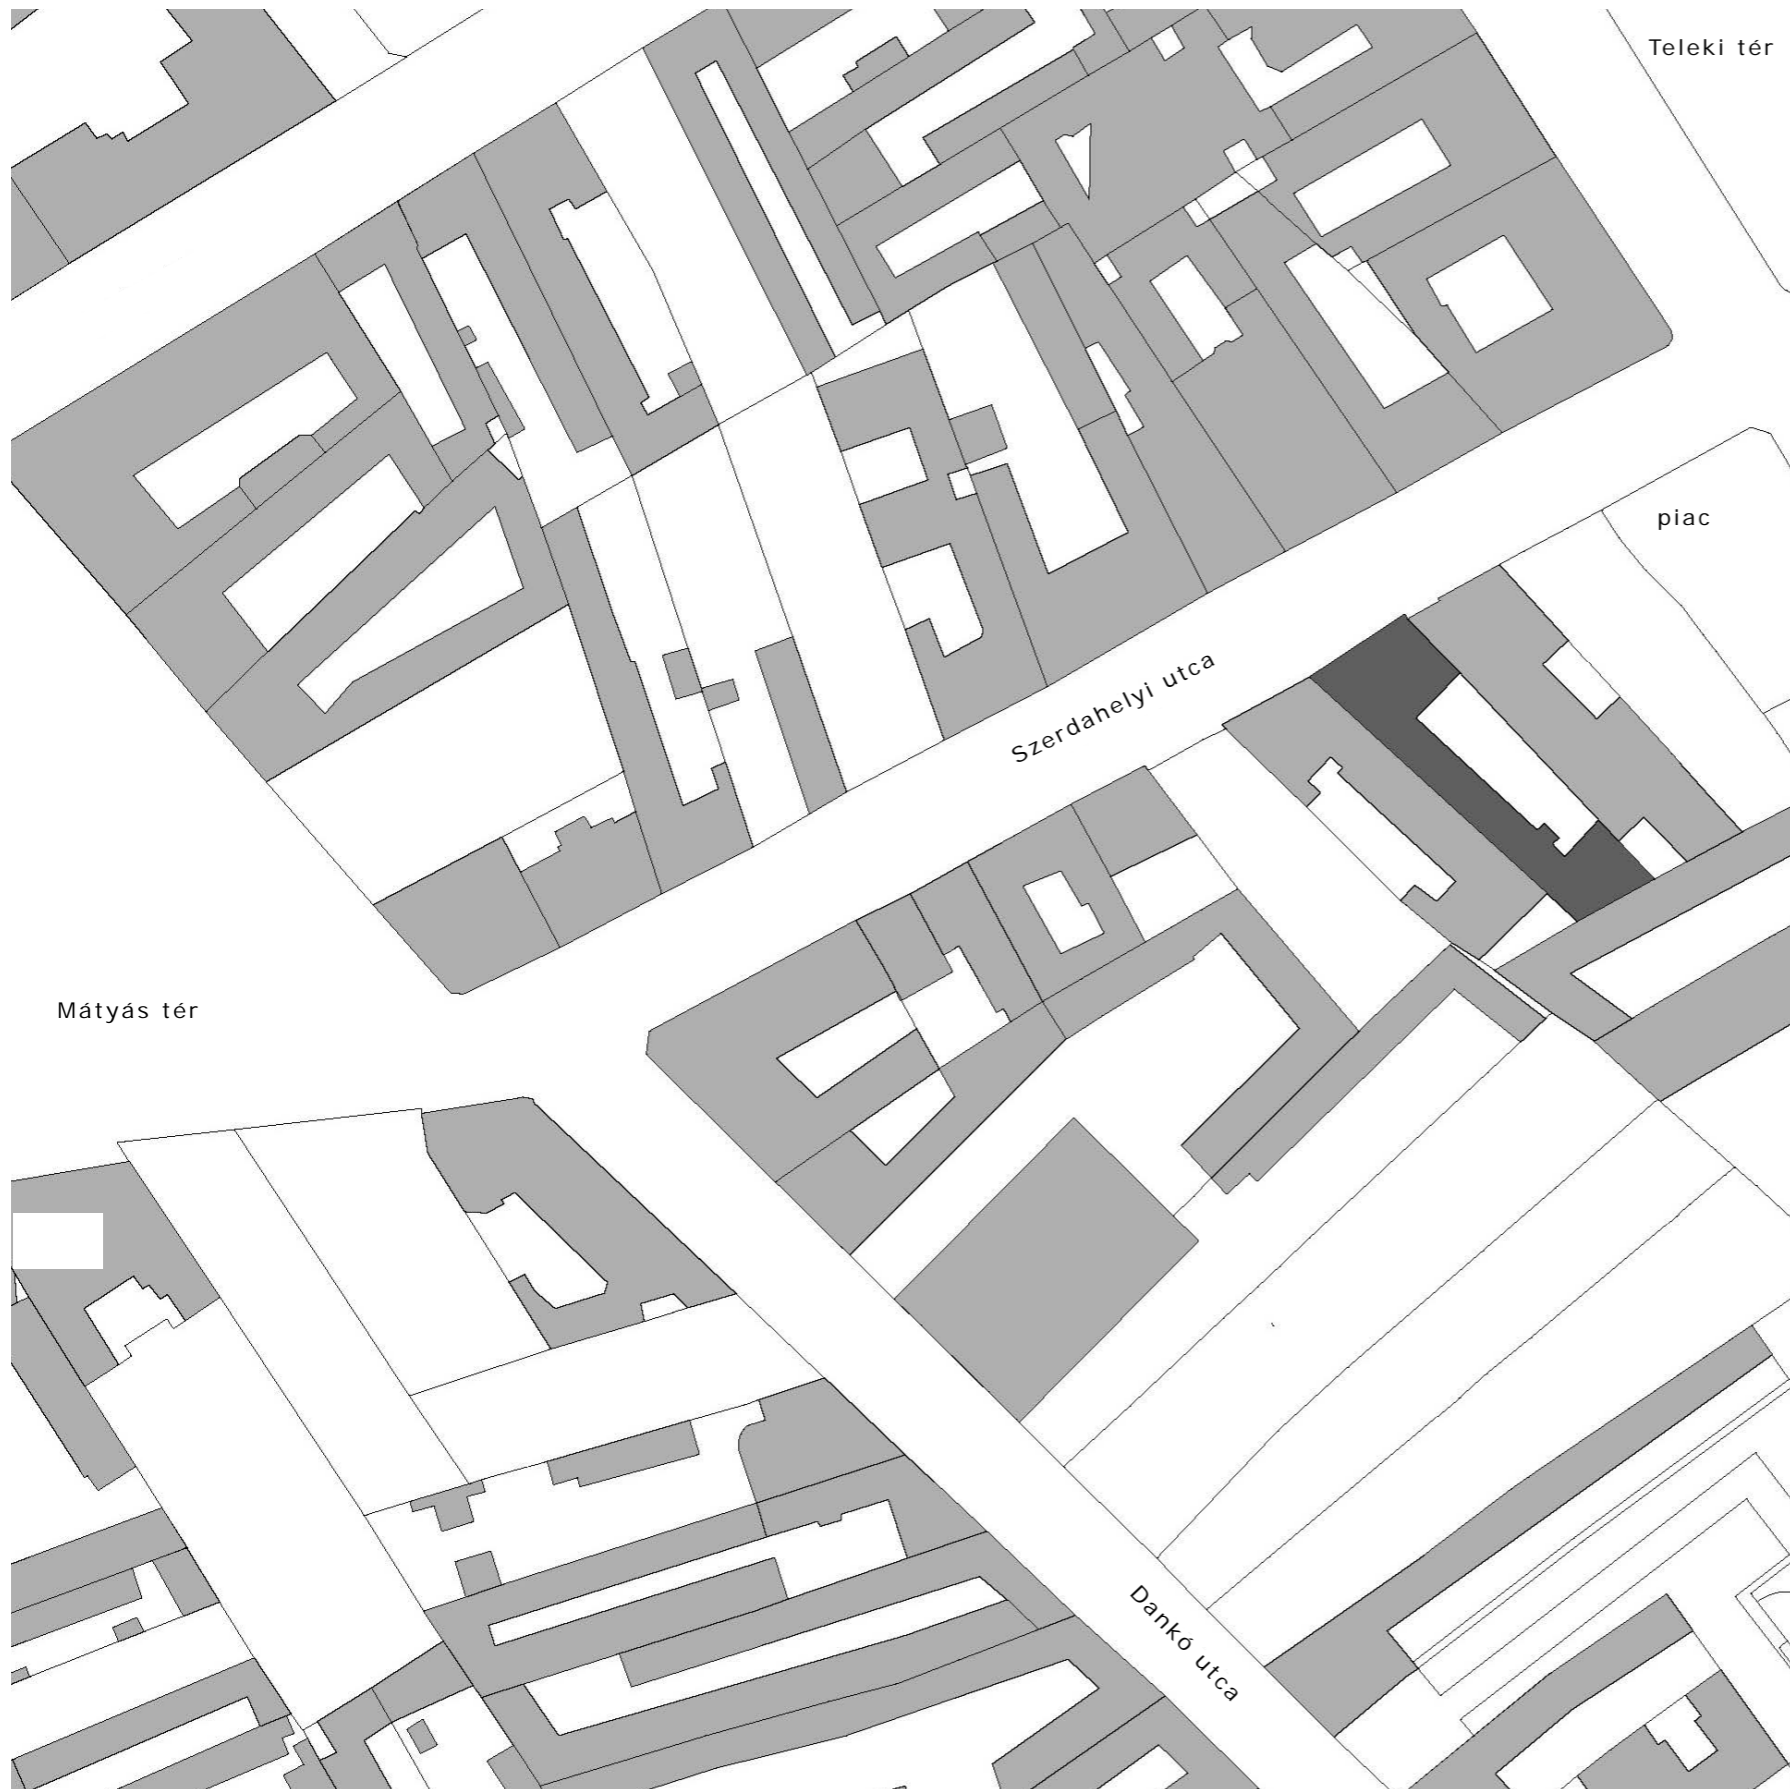 Teleki tér
piac
Szerdahelyi utca
Mátyás tér
Dankó utca